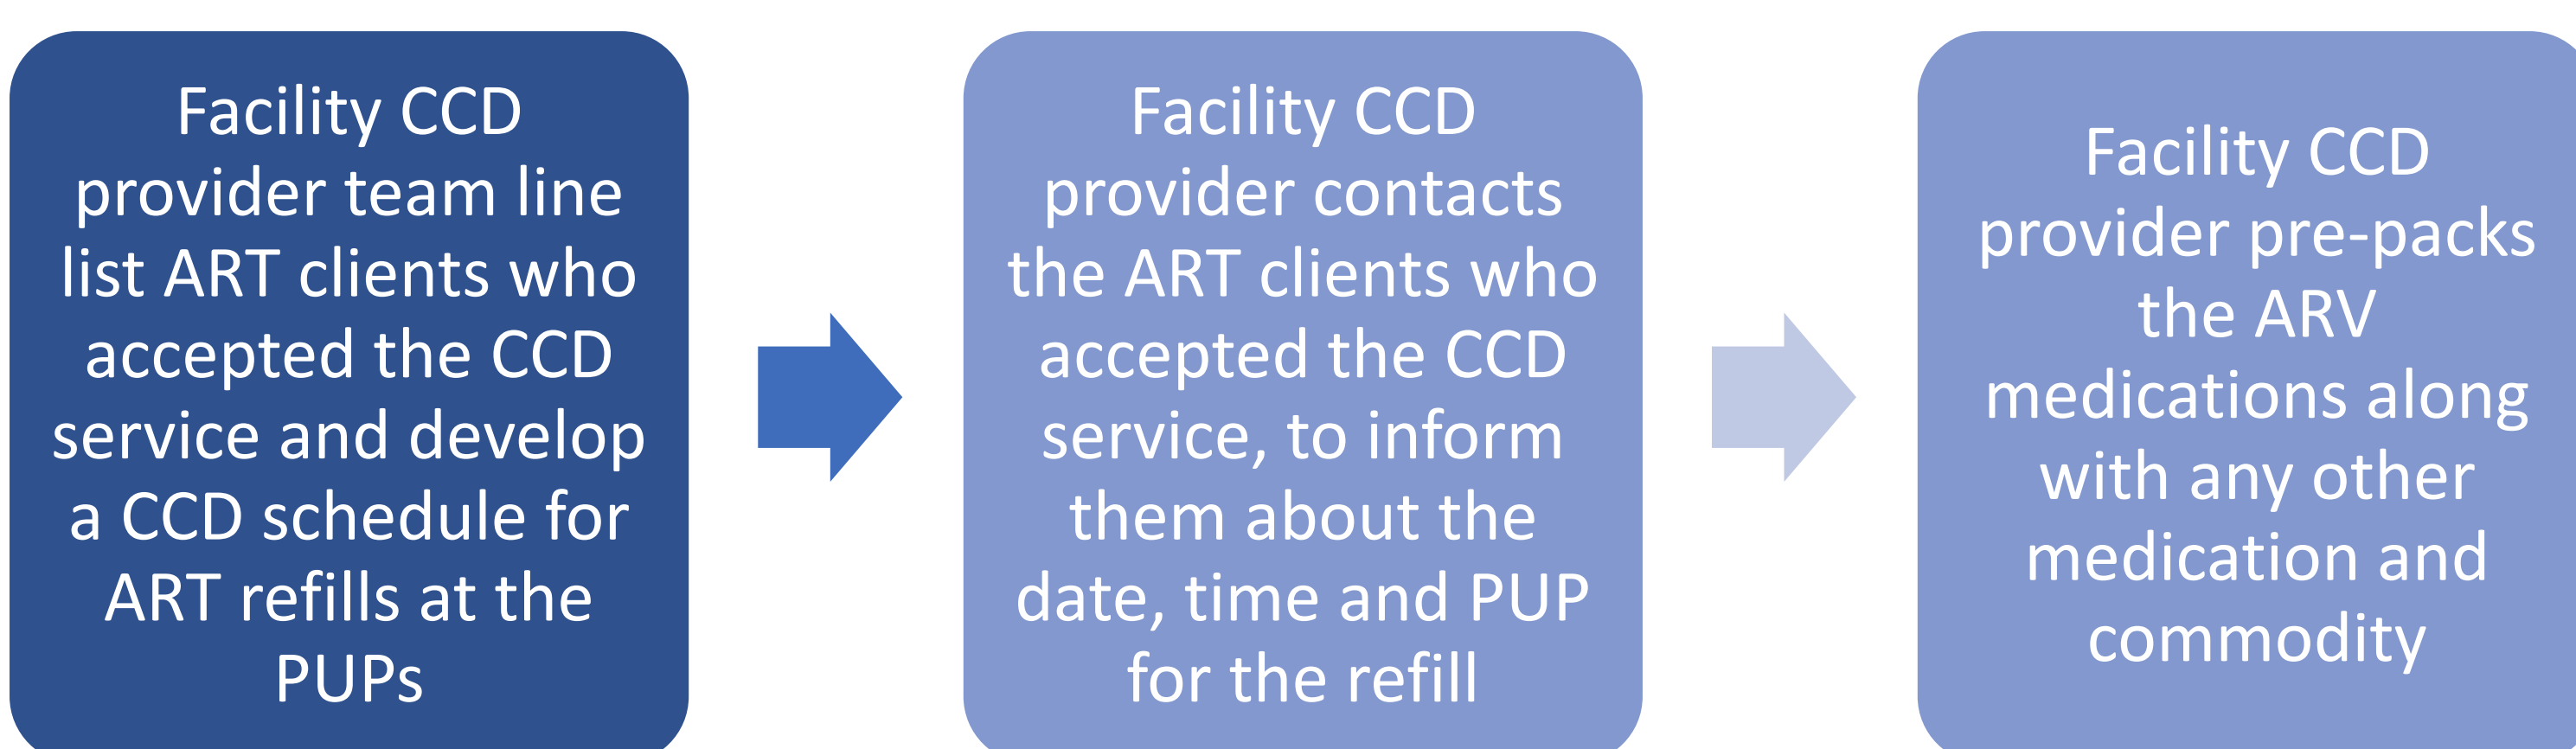 Facility CCD
provider team line
list ART clients who
accepted the CCD
service and develop
a CCD schedule for
ART refills at the
PUPs
Facility CCD
provider contacts
the ART clients who
accepted the CCD
service, to inform
them about the
date, time and PUP
for the refill
Facility CCD
provider pre-packs
the ARV
medications along
with any other
medication and
commodity